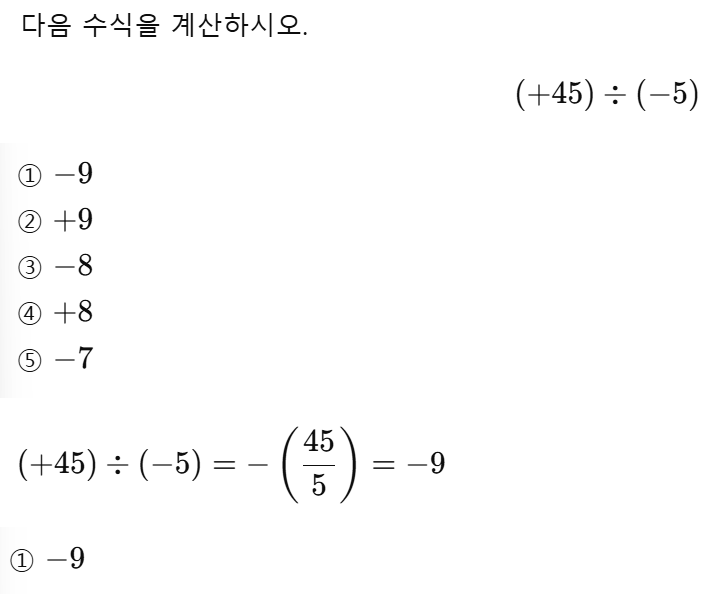 다음 수식을 계산하시오.
(+45) ÷ (−5)
① −9
② +9
③ −8
④ +8
⑤ −7
(+45) ÷ (−5) = −(45/5) = −9
① −9